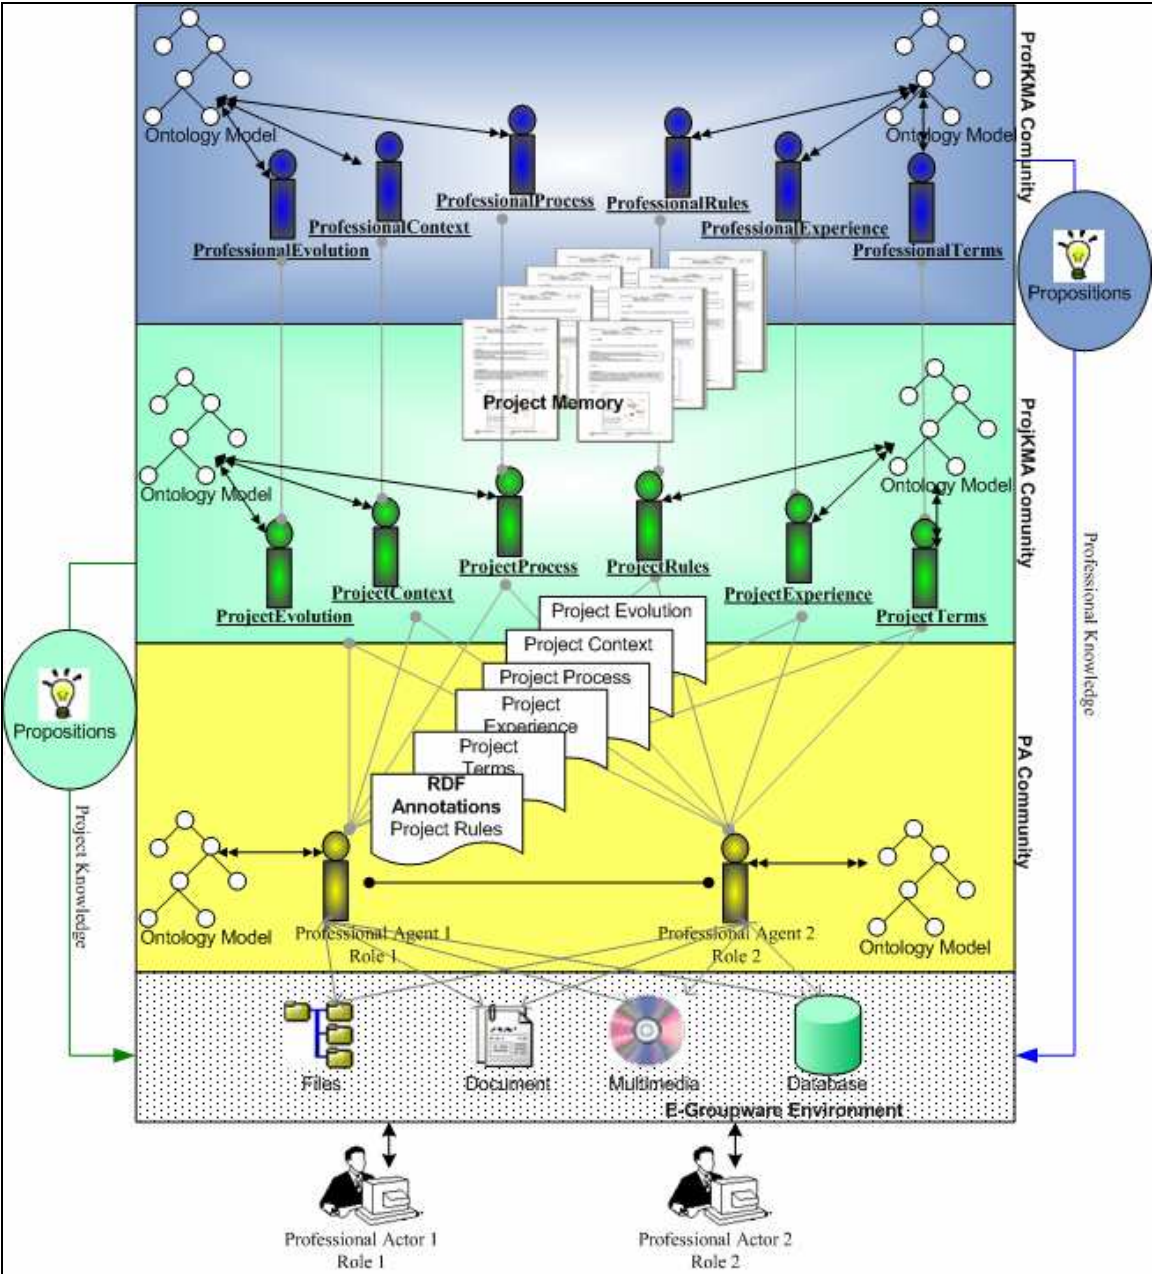 ProfKMA Comunity
Ontology Model
Ontology Model
ProfessionalProcess
ProfessionalRules
ProfessionalContext
ProfessionalExperience
ProfessionalEvolution
ProfessionalTerms
Propositions
Professional Knowledge
Project Memory
ProjKMA Comunity
Ontology Model
Ontology Model
ProjectProcess
ProjectRules
ProjectContext
ProjectExperience
ProjectEvolution
ProjectTerms
Propositions
Project Knowledge
Project Evolution
Project Context
Project Process
Project
Experience
Project
Terms
RDF
Annotations
Project Rules
PA Community
Ontology Model
Professional Agent 1
Role 1
Professional Agent 2
Role 2
Ontology Model
Files
Document
Multimedia
Database
E-Groupware Environment
Professional Actor 1
Role 1
Professional Actor 2
Role 2